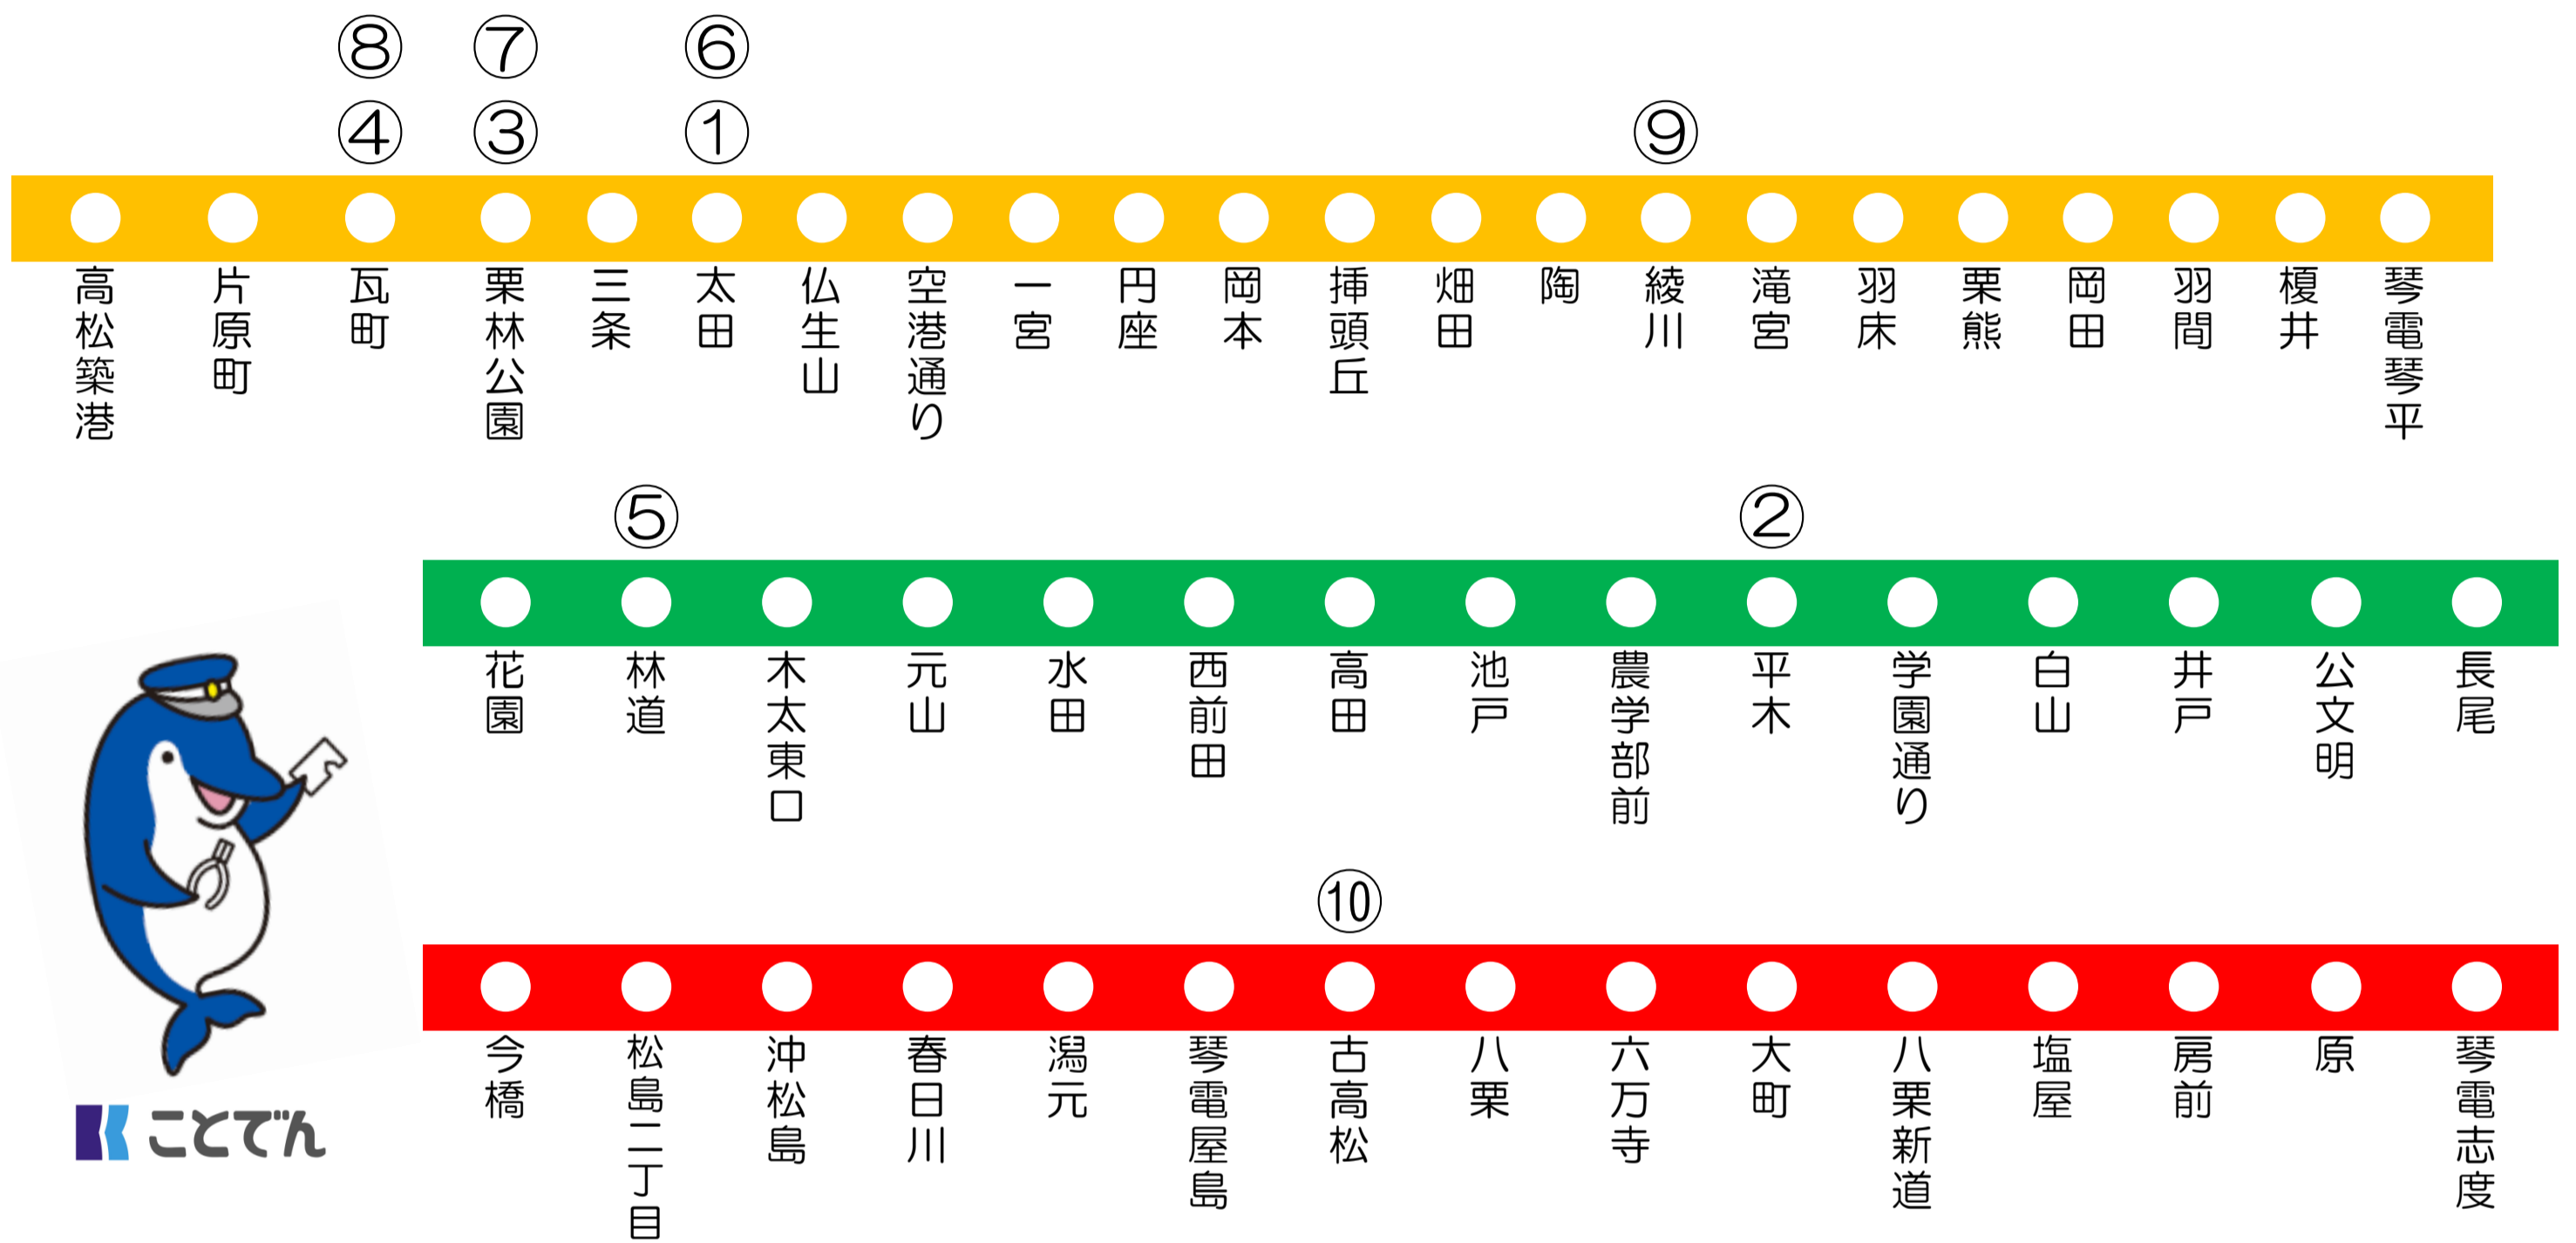 ⑧ ⑦ ⑥
④ ③ ① ⑨
高松築港
片原町
瓦町
栗林公園
三条
太田
仏生山
空港通り
一宮
円座
岡本
挿頭丘
畑田
陶
綾川
滝宮
羽床
栗熊
岡田
羽間
榎井
琴電琴平
⑤ ②
花園
林道
木太東口
元山
水田
西前田
高田
池戸
農学部前
平木
学園通り
白山
井戸
公文明
長尾
⑩
今橋
松島二丁目
沖松島
春日川
潟元
琴電屋島
古高松
八栗
六万寺
大町
八栗新道
塩屋
房前
原
琴電志度
ことでん